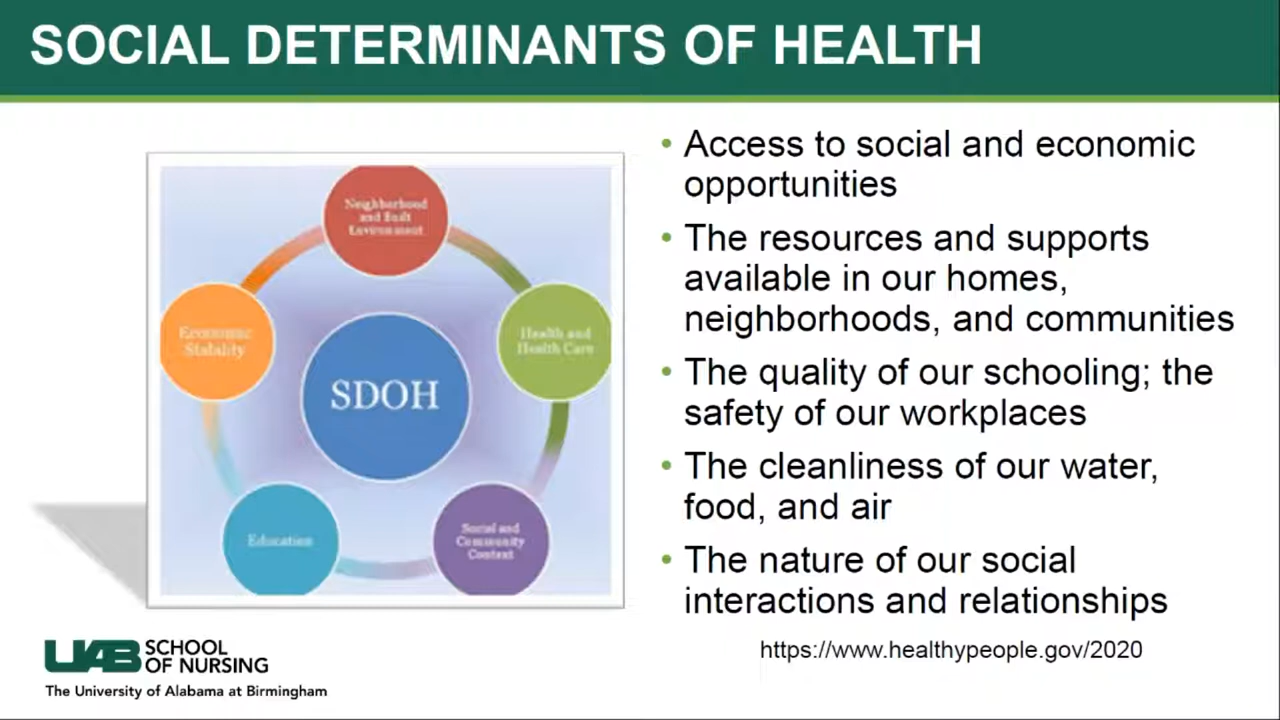 SOCIAL DETERMINANTS OF HEALTH
Neighborhood
and Built
Environment
Economic
Stability
Health and
Health Care
SDOH
Education
Social and
Community
Context
• Access to social and economic
opportunities
• The resources and supports
available in our homes,
neighborhoods, and communities
• The quality of our schooling; the
safety of our workplaces
• The cleanliness of our water,
food, and air
• The nature of our social
interactions and relationships
https://www.healthypeople.gov/2020
UAB SCHOOL
OF NURSING
The University of Alabama at Birmingham